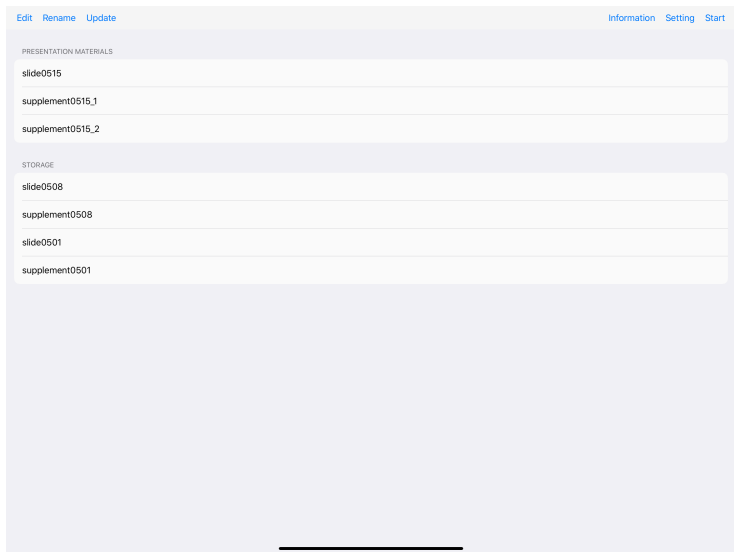 Edit Rename Update Information Setting Start
PRESENTATION MATERIALS
slide0515
supplement0515_1
supplement0515_2
STORAGE
slide0508
supplement0508
slide0501
supplement0501